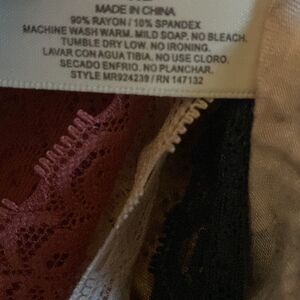 MADE IN CHINA
90% RAYON / 10% SPANDEX
MACHINE WASH WARM. MILD SOAP, NO BLEACH.
TUMBLE DRY LOW. NO IRONING.
LAVAR CON AGUA TIBIA. NO USE CLORO.
SECADO ENFRIO. NO PLANCHAR.
STYLE MR924239 / RN 147132